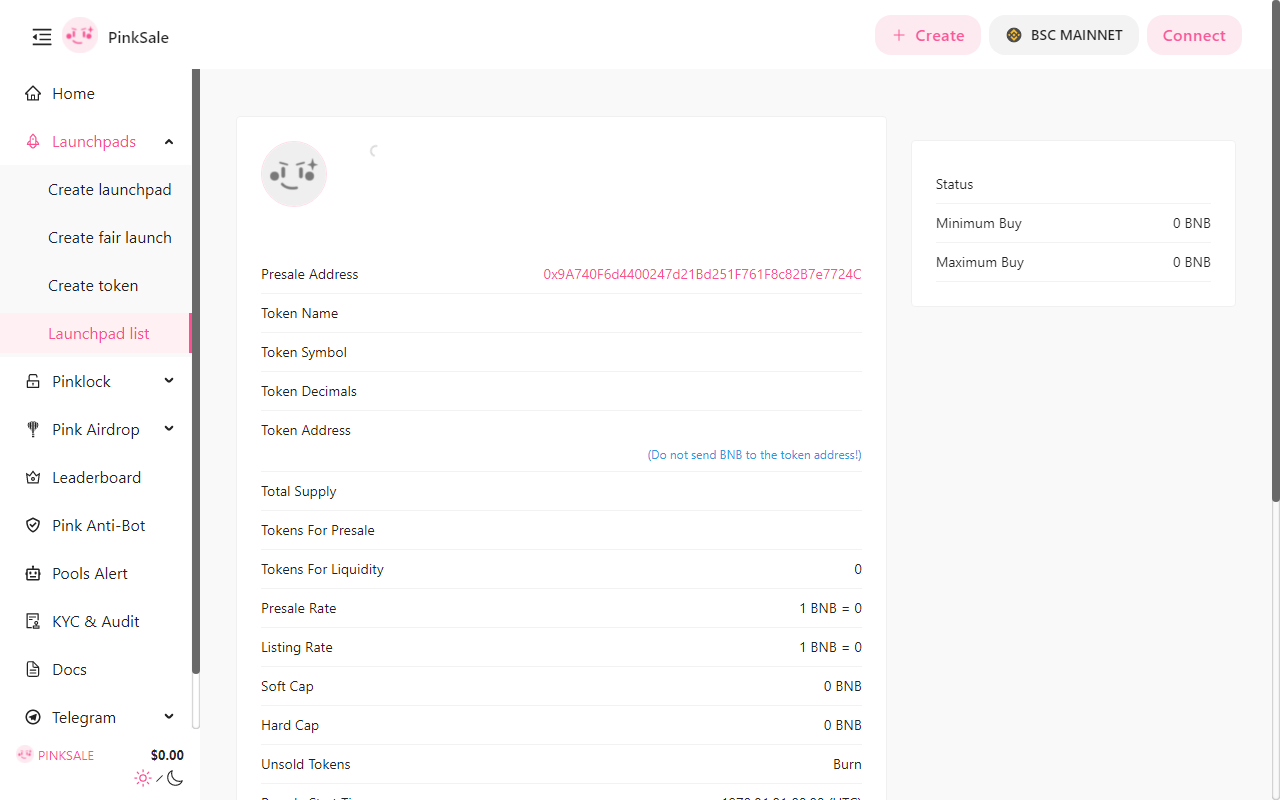 PinkSale
Create
BSC MAINNET
Connect
Home
Launchpads
Create launchpad
Create fair launch
Create token
Launchpad list
Pinklock
Pink Airdrop
Leaderboard
Pink Anti-Bot
Pools Alert
KYC & Audit
Docs
Telegram
PINKSALE $0.00
Presale Address 0x9A740F6d4400247d21Bd251F761F8c82B7e7724C
Token Name
Token Symbol
Token Decimals
Token Address
(Do not send BNB to the token address!)
Total Supply
Tokens For Presale
Tokens For Liquidity 0
Presale Rate 1 BNB = 0
Listing Rate 1 BNB = 0
Soft Cap 0 BNB
Hard Cap 0 BNB
Unsold Tokens Burn
Status
Minimum Buy 0 BNB
Maximum Buy 0 BNB